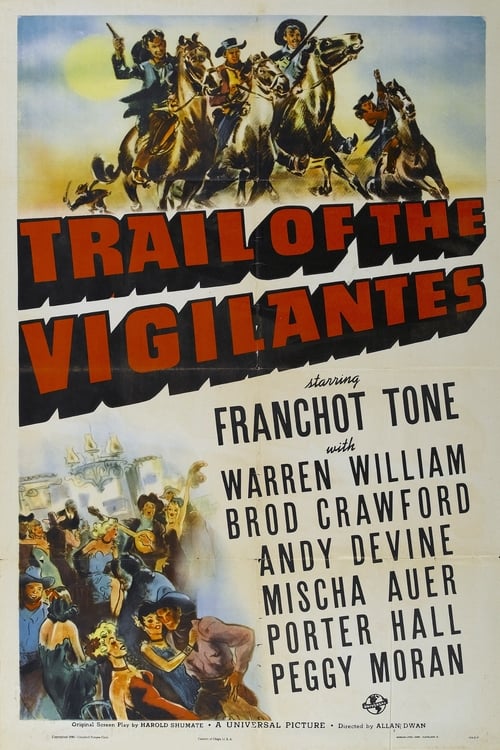 TRAIL OF THE
VIGILANTES
starring
FRANCHOT TONE
with
WARREN WILLIAM
BROD CRAWFORD
ANDY DEVINE
MISCHA AUER
PORTER HALL
PEGGY MORAN
Original Screen Play by HAROLD SHUMATE • A UNIVERSAL PICTURE • Directed by ALLAN DWAN